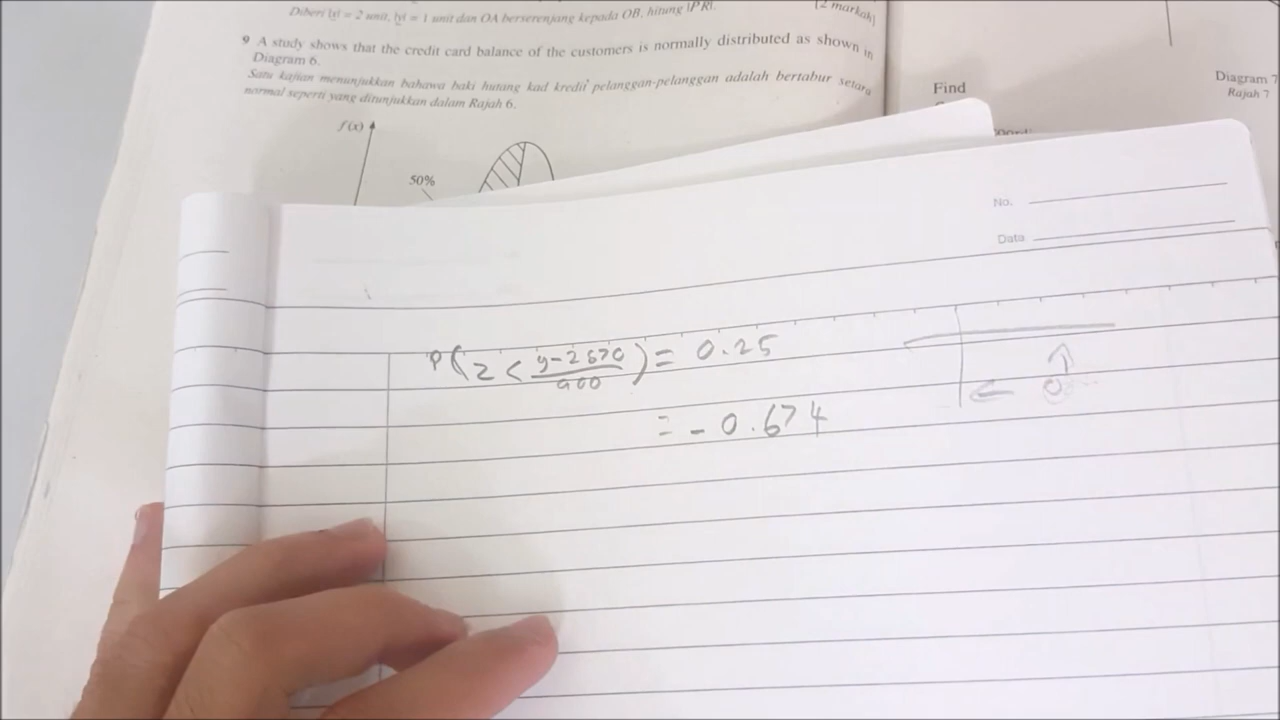 Diberi |x| = 2 unit, |y| = 1 unit dan OA berserenjang kepada OB, hitung |PR|.
[2 markah]
9 A study shows that the credit card balance of the customers is normally distributed as shown in
Diagram 6.
Satu kajian menunjukkan bahawa baki hutang kad kredit pelanggan-pelanggan adalah bertabur secara
normal seperti yang ditunjukkan dalam Rajah 6.
f(x)
50%
Diagram 7
Rajah 7
Find
No.
Date
P(Z < (y-2870)/900) = 0.25
= -0.674